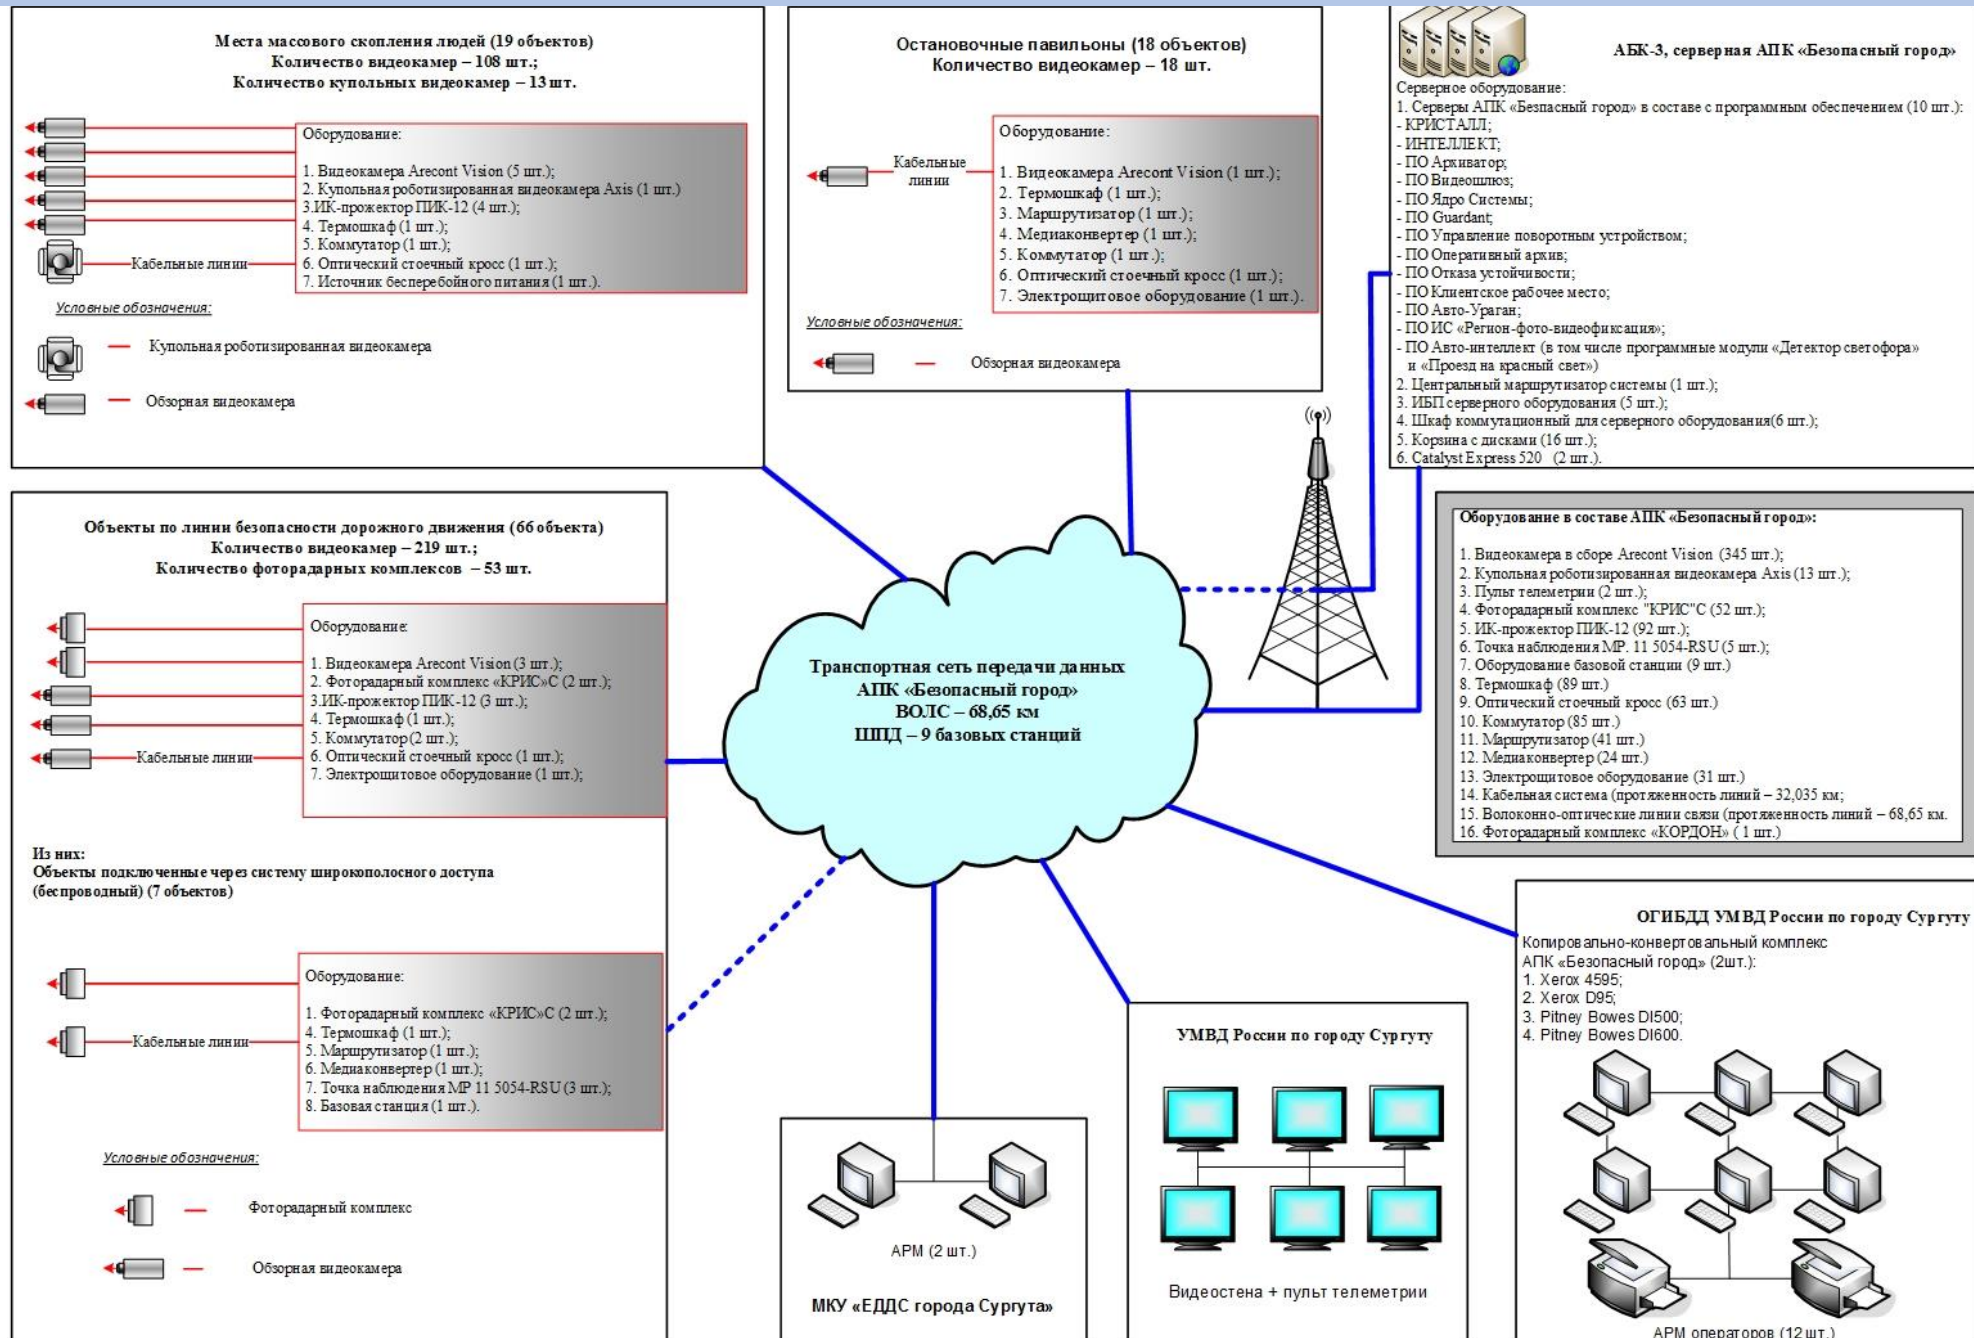 Места массового скопления людей (19 объектов)
Количество видеокамер – 108 шт.;
Количество купольных видеокамер – 13 шт.
Оборудование:
1. Видеокамера Arecont Vision (5 шт.);
2. Купольная роботизированная видеокамера Axis (1 шт.)
3.ИК-прожектор ПИК-12 (4 шт.);
4. Термошкаф (1 шт.);
5. Коммутатор (1 шт.);
6. Оптический стоечный кросс (1 шт.);
7. Источник бесперебойного питания (1 шт.).
Кабельные линии
Условные обозначения:
Купольная роботизированная видеокамера
Обзорная видеокамера
Остановочные павильоны (18 объектов)
Количество видеокамер – 18 шт.
Кабельные
линии
Оборудование:
1. Видеокамера Arecont Vision (1 шт.);
2. Термошкаф (1 шт.);
3. Маршрутизатор (1 шт.);
4. Медиаконвертер (1 шт.);
5. Коммутатор (1 шт.);
6. Оптический стоечный кросс (1 шт.);
7. Электрощитовое оборудование (1 шт.).
Условные обозначения:
Обзорная видеокамера
АБК-3, серверная АПК «Безопасный город»
Серверное оборудование:
1. Серверы АПК «Безпасный город» в составе с программным обеспечением (10 шт.):
- КРИСТАЛЛ;
- ИНТЕЛЛЕКТ;
- ПО Архиватор;
- ПО Видеошлюз;
- ПО Ядро Системы;
- ПО Guardant;
- ПО Управление поворотным устройством;
- ПО Оперативный архив;
- ПО Отказа устойчивости;
- ПО Клиентское рабочее место;
- ПО Авто-Ураган;
- ПО ИС «Регион-фото-видеофиксация»;
- ПО Авто-интеллект (в том числе программные модули «Детектор светофора»
и «Проезд на красный свет»)
2. Центральный маршрутизатор системы (1 шт.);
3. ИБП серверного оборудования (5 шт.);
4. Шкаф коммутационный для серверного оборудования(6 шт.);
5. Корзина с дисками (16 шт.);
6. Catalyst Express 520 (2 шт.).
Объекты по линии безопасности дорожного движения (66 объекта)
Количество видеокамер – 219 шт.;
Количество фоторадарных комплексов – 53 шт.
Оборудование:
1. Видеокамера Arecont Vision (3 шт.);
2. Фоторадарный комплекс «КРИС»С (2 шт.);
3.ИК-прожектор ПИК-12 (3 шт.);
4. Термошкаф (1 шт.);
5. Коммутатор(2 шт.);
6. Оптический стоечный кросс (1 шт.);
7. Электрощитовое оборудование (1 шт.);
Кабельные линии
Из них:
Объекты подключенные через систему широкополосного доступа
(беспроводный) (7 объектов)
Оборудование:
1. Фоторадарный комплекс «КРИС»С (2 шт.);
4. Термошкаф (1 шт.);
5. Маршрутизатор (1 шт.);
6. Медиаконвертер (1 шт.);
7. Точка наблюдения МР 11 5054-RSU (3 шт.);
8. Базовая станция (1 шт.).
Кабельные линии
Условные обозначения:
Фоторадарный комплекс
Обзорная видеокамера
Транспортная сеть передачи данных
АПК «Безопасный город»
ВОЛС – 68,65 км
ШПД – 9 базовых станций
Оборудование в составе АПК «Безопасный город»:
1. Видеокамера в сборе Arecont Vision (345 шт.);
2. Купольная роботизированная видеокамера Axis (13 шт.);
3. Пульт телеметрии (2 шт.);
4. Фоторадарный комплекс "КРИС"С (52 шт.);
5. ИК-прожектор ПИК-12 (92 шт.);
6. Точка наблюдения МР. 11 5054-RSU (5 шт.);
7. Оборудование базовой станции (9 шт.)
8. Термошкаф (89 шт.)
9. Оптический стоечный кросс (63 шт.)
10. Коммутатор (85 шт.)
11. Маршрутизатор (41 шт.)
12. Медиаконвертер (24 шт.)
13. Электрощитовое оборудование (31 шт.)
14. Кабельная система (протяженность линий – 32,035 км;
15. Волоконно-оптические линии связи (протяженность линий – 68,65 км.
16. Фоторадарный комплекс «КОРДОН» ( 1 шт.)
АРМ (2 шт.)
МКУ «ЕДДС города Сургута»
УМВД России по городу Сургуту
Видеостена + пульт телеметрии
ОГИБДД УМВД России по городу Сургуту
Копировально-конвертовальный комплекс
АПК «Безопасный город» (2шт.):
1. Xerox 4595;
2. Xerox D95;
3. Pitney Bowes DI500;
4. Pitney Bowes DI600.
АРМ операторов (12 шт.)